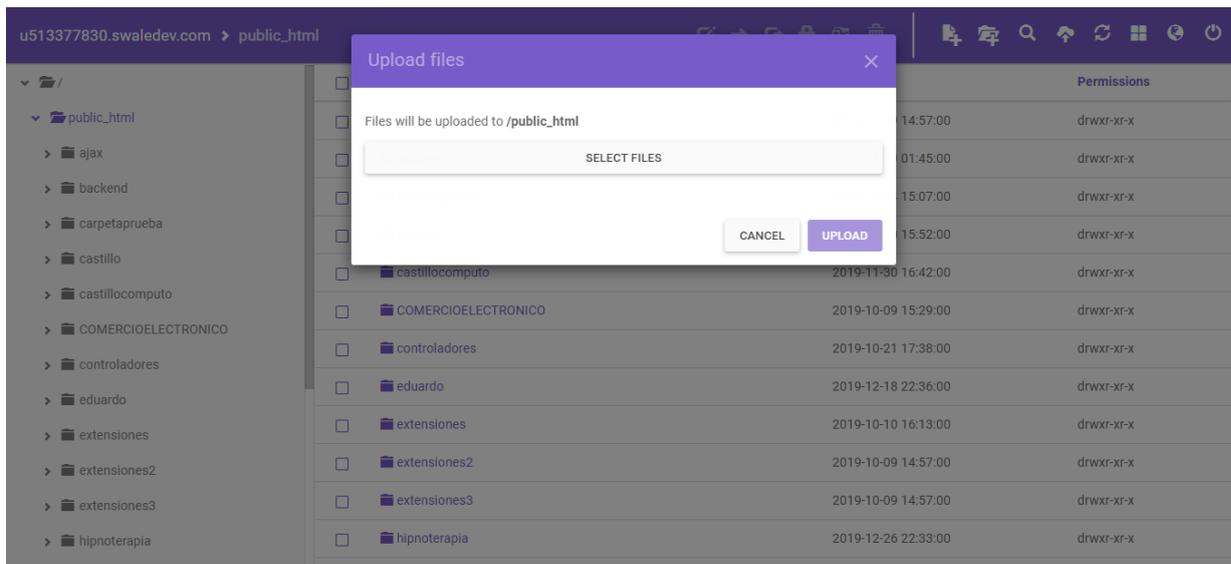 u513377830.swaledev.com > public_html
Upload files
Files will be uploaded to /public_html
SELECT FILES
CANCEL
UPLOAD
/
public_html
ajax
backend
carpetaprueba
castillo
castillocomputo
COMERCIOELECTRONICO
controladores
eduardo
extensiones
extensiones2
extensiones3
hipnoterapia
Permissions
14:57:00 drwxr-xr-x
01:45:00 drwxr-xr-x
15:07:00 drwxr-xr-x
15:52:00 drwxr-xr-x
castillocomputo 2019-11-30 16:42:00 drwxr-xr-x
COMERCIOELECTRONICO 2019-10-09 15:29:00 drwxr-xr-x
controladores 2019-10-21 17:38:00 drwxr-xr-x
eduardo 2019-12-18 22:36:00 drwxr-xr-x
extensiones 2019-10-10 16:13:00 drwxr-xr-x
extensiones2 2019-10-09 14:57:00 drwxr-xr-x
extensiones3 2019-10-09 14:57:00 drwxr-xr-x
hipnoterapia 2019-12-26 22:33:00 drwxr-xr-x